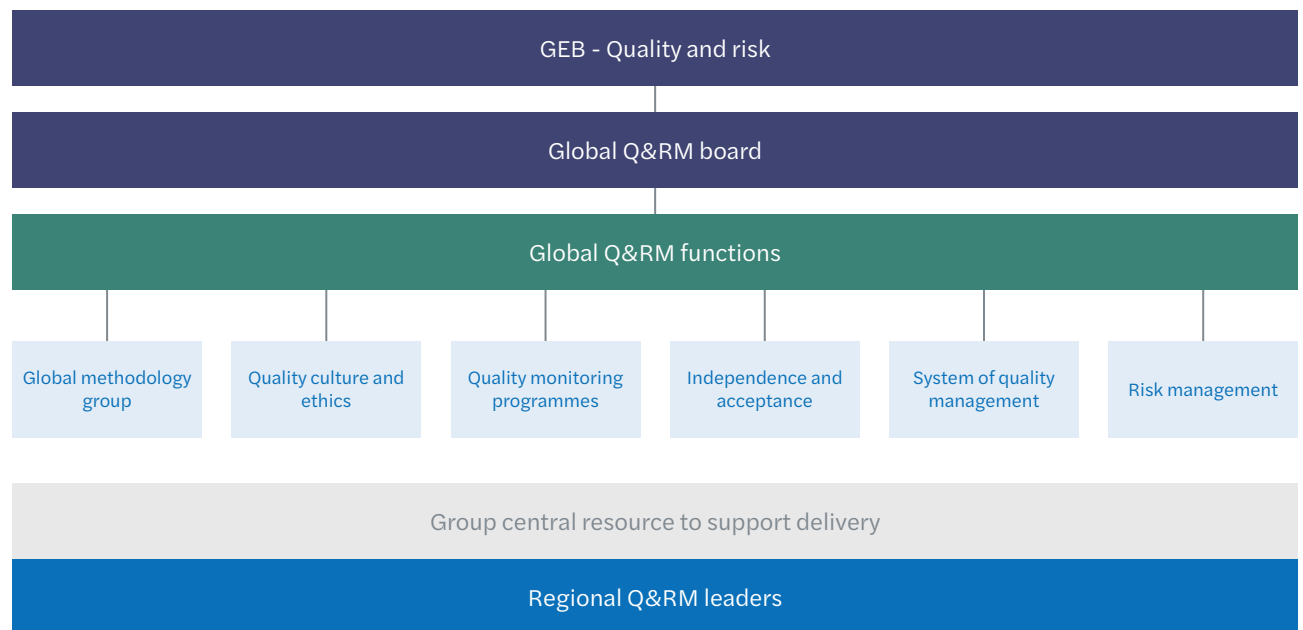 GEB - Quality and risk
Global Q&RM board
Global Q&RM functions
Global methodology
group
Quality culture and
ethics
Quality monitoring
programmes
Independence and
acceptance
System of quality
management
Risk management
Group central resource to support delivery
Regional Q&RM leaders